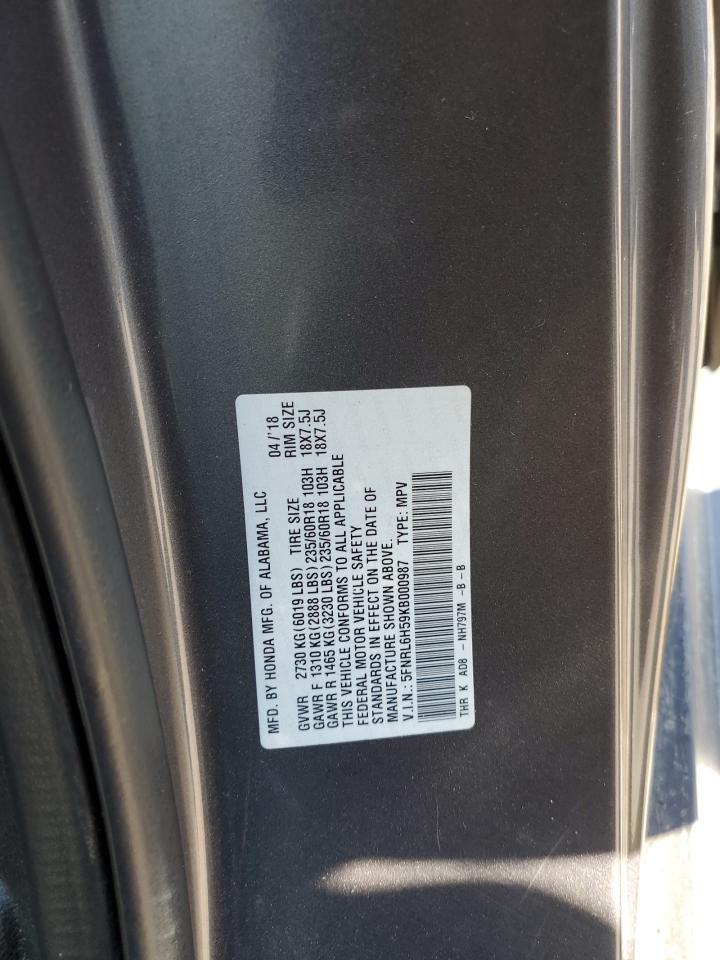 MFD. BY HONDA MFG. OF ALABAMA, LLC 04/'18
GVWR 2730 KG(6019 LBS) TIRE SIZE RIM SIZE
GAWR F 1310 KG(2888 LBS)235/60R18 103H 18X7.5J
GAWR R 1465 KG(3230 LBS)235/60R18 103H 18X7.5J
THIS VEHICLE CONFORMS TO ALL APPLICABLE
FEDERAL MOTOR VEHICLE SAFETY
STANDARDS IN EFFECT ON THE DATE OF
MANUFACTURE SHOWN ABOVE.
V.I.N.: 5FNRL6H59KB000987 TYPE: MPV
THR K AD8 - NH797M -B-B